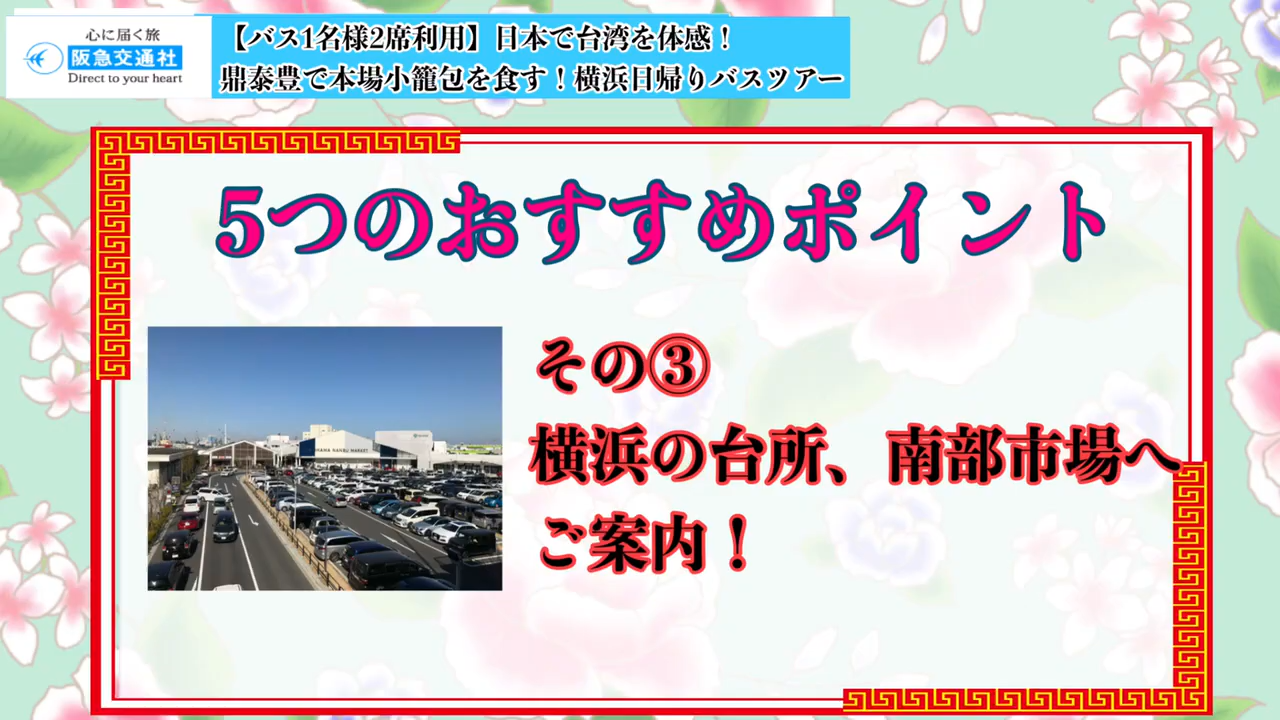 心に届く旅
阪急交通社
Direct to your heart
【バス1名様2席利用】日本で台湾を体感！
鼎泰豊で本場小籠包を食す！横浜日帰りバスツアー
5つのおすすめポイント
その③
横浜の台所、南部市場へ
ご案内！